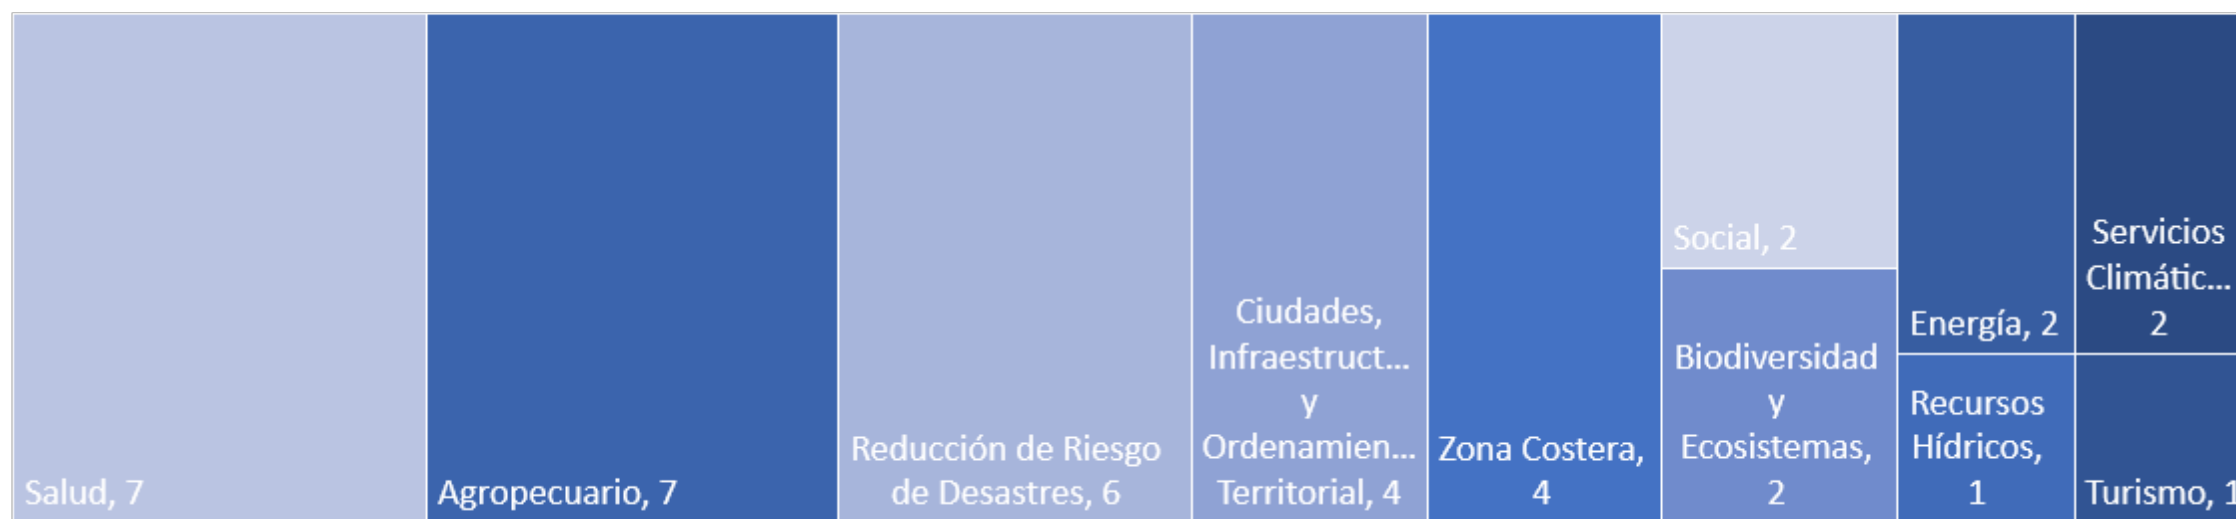 Salud, 7
Agropecuario, 7
Reducción de Riesgo
de Desastres, 6
Ciudades,
Infraestruct...
y
Ordenamien...
Territorial, 4
Zona Costera,
4
Social, 2
Biodiversidad
y
Ecosistemas,
2
Energía, 2
Recursos
Hídricos,
1
Servicios
Climátic...
2
Turismo, 1